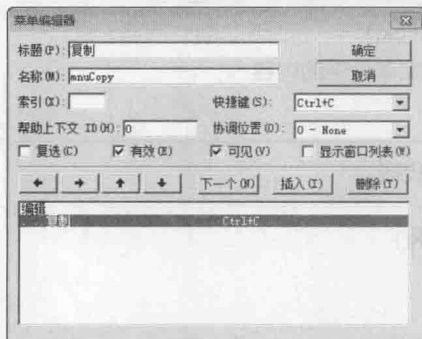 菜单编辑器
标题(P): 复制 确定
名称(M): mnuCopy 取消
索引(X): 快捷键(S): Ctrl+C
帮助上下文 ID(H): 0 协调位置(O): 0 - None
复选(C) 有效(E) 可见(V) 显示窗口列表(W)
下一个(N) 插入(I) 删除(T)
编辑
复制 Ctrl+C